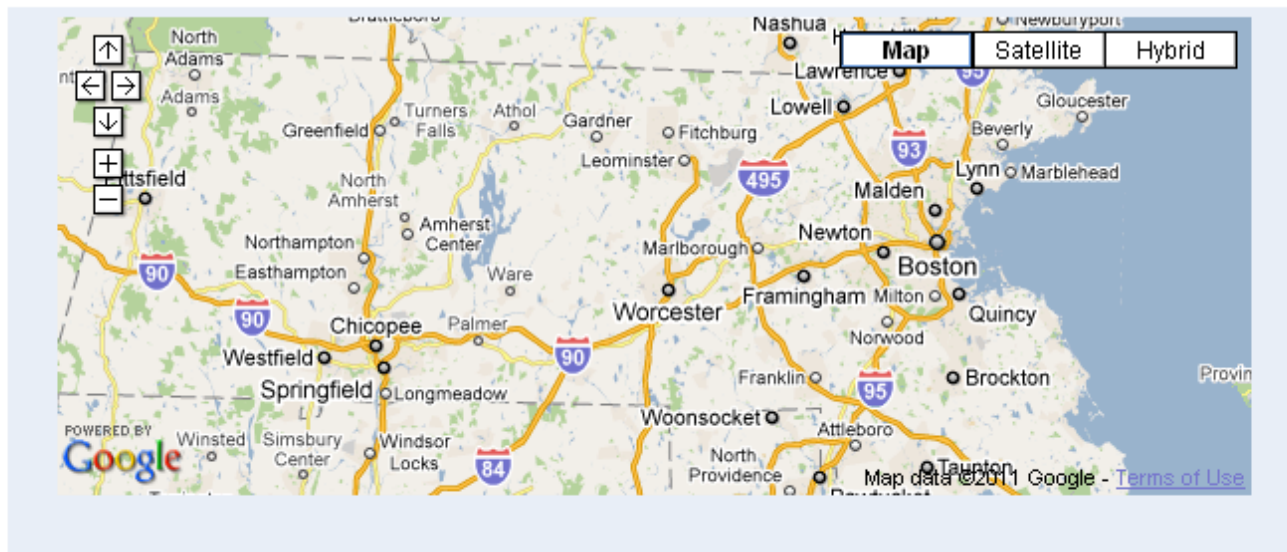 Nashua
Newburyport
North
Adams
Map
Satellite
Hybrid
Lawrence
95
Adams
Turners
Falls
Athol
Lowell
Gloucester
Greenfield
Gardner
Fitchburg
Beverly
93
Leominster
495
Lynn
Marblehead
North
Amherst
Malden
Amherst
Center
Northampton
Marlborough
Newton
90
Easthampton
Ware
Boston
Worcester
Framingham
Milton
Quincy
90
Chicopee
Palmer
Norwood
Westfield
90
Springfield
Longmeadow
Franklin
95
Brockton
Woonsocket
POWERED BY
Google
Winsted
Simsbury
Center
Windsor
Locks
84
North
Providence
Attleboro
Taunton
Map data ©2011 Google - Terms of Use